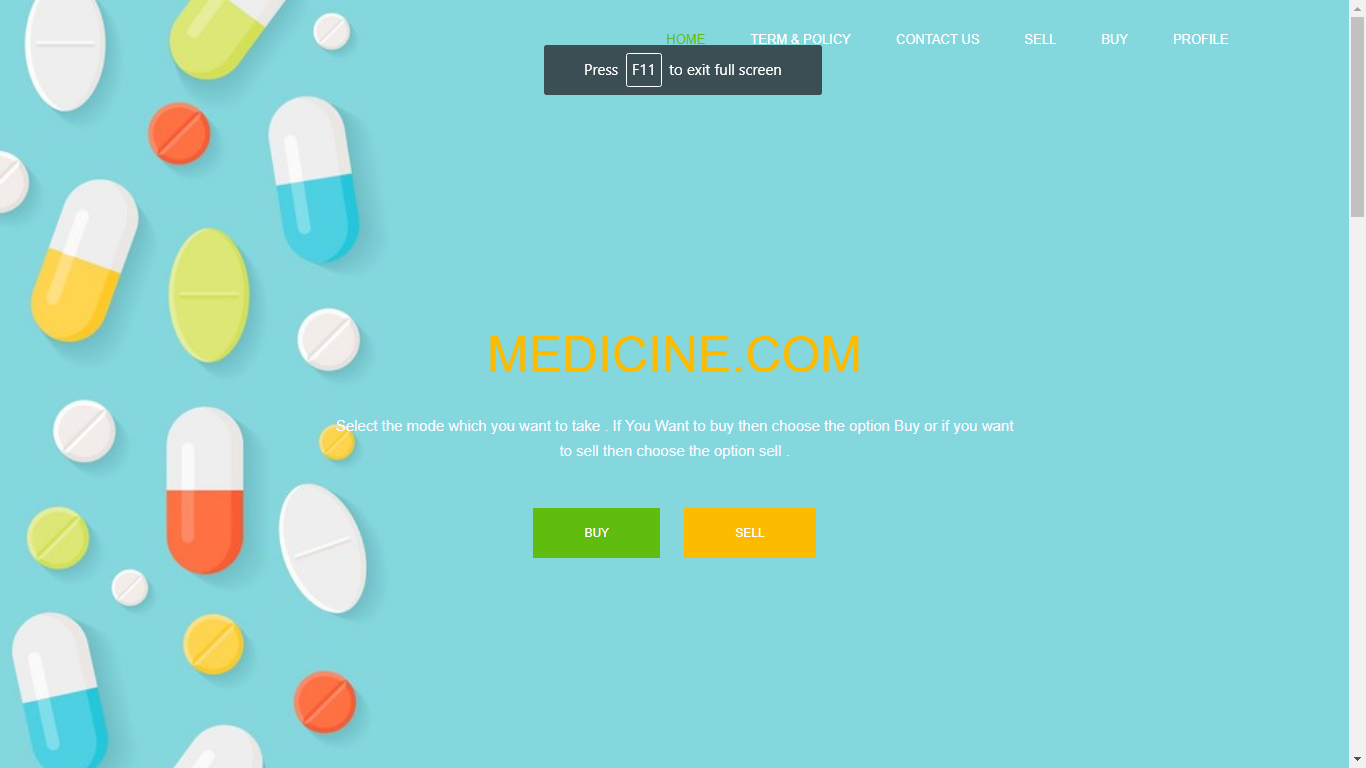 HOME TERM & POLICY CONTACT US SELL BUY PROFILE
Press F11 to exit full screen
MEDICINE.COM
Select the mode which you want to take . If You Want to buy then choose the option Buy or if you want
to sell then choose the option sell .
BUY SELL